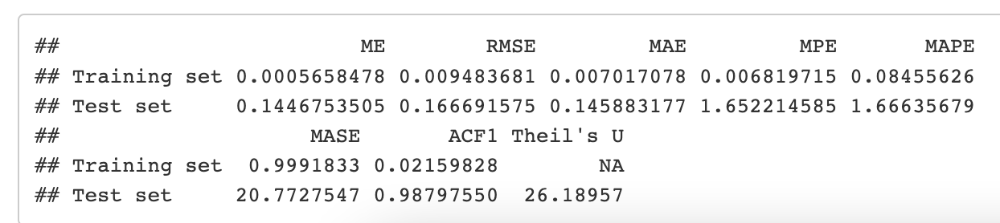 ## ME RMSE MAE MPE MAPE
## Training set 0.0005658478 0.009483681 0.007017078 0.006819715 0.08455626
## Test set 0.1446753505 0.166691575 0.145883177 1.652214585 1.66635679
## MASE ACF1 Theil's U
## Training set 0.9991833 0.02159828 NA
## Test set 20.7727547 0.98797550 26.18957